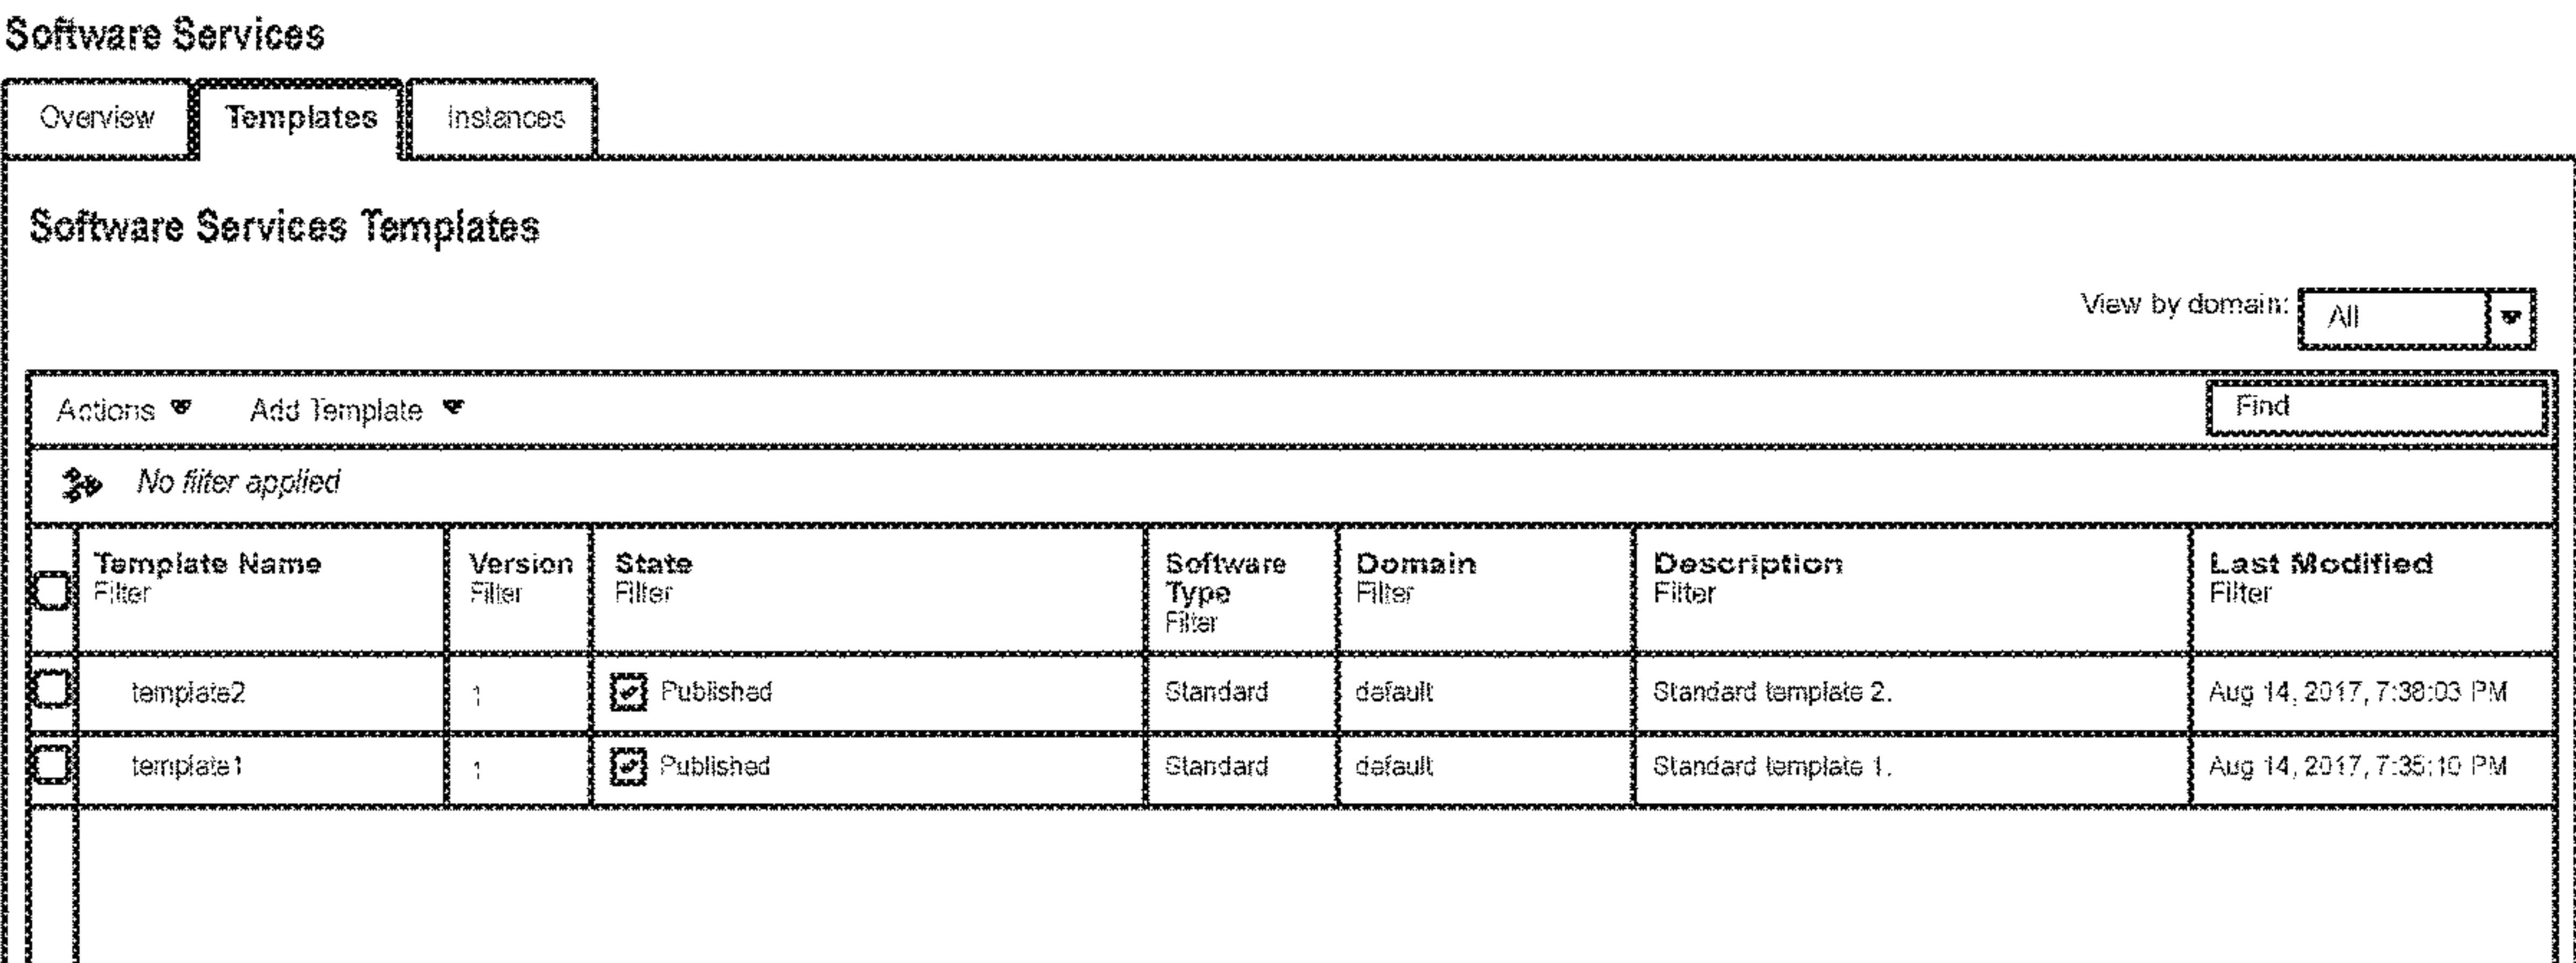 Software Services
Overview Templates Instances
Software Services Templates
View by domain: All
Actions Add Template Find
No filter applied
Template Name Version State Software Type Domain Description Last Modified
Filter Filter Filter Filter Filter Filter Filter
template2 1 Published Standard default Standard template 2. Aug 14, 2017, 7:38:03 PM
template1 1 Published Standard default Standard template 1. Aug 14, 2017, 7:35:10 PM